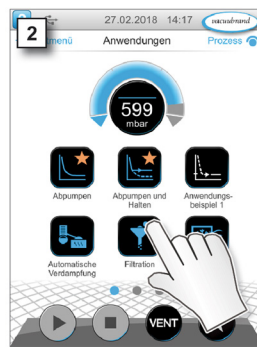 2
27.02.2018 14:17
vacuubrand
menü
Anwendungen
Prozess
599
mbar
Abpumpen
Abpumpen und
Halten
Anwendungs-
beispiel 1
Automatische
Verdampfung
Filtration
VENT